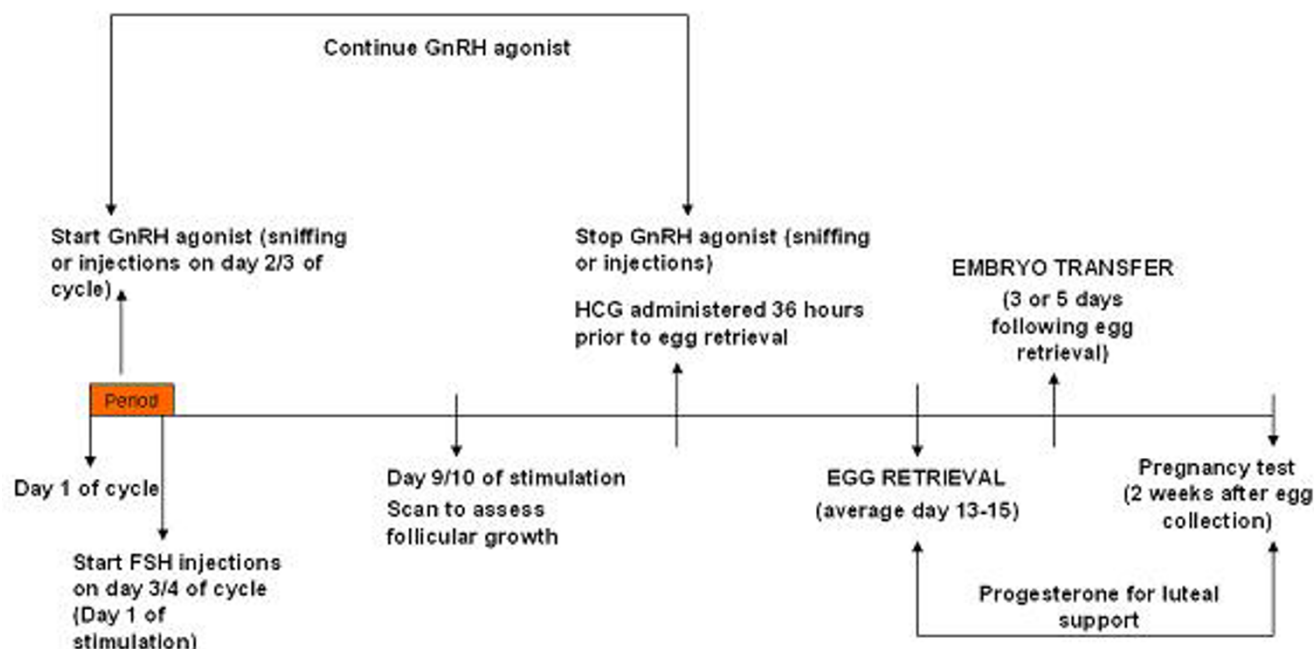 Continue GnRH agonist
Start GnRH agonist (sniffing
or injections on day 2/3 of
cycle)
Stop GnRH agonist (sniffing
or injections)
HCG administered 36 hours
prior to egg retrieval
EMBRYO TRANSFER
(3 or 5 days
following egg
retrieval)
Period
Day 1 of cycle
Start FSH injections
on day 3/4 of cycle
(Day 1 of
stimulation)
Day 9/10 of stimulation
Scan to assess
follicular growth
EGG RETRIEVAL
(average day 13-15)
Pregnancy test
(2 weeks after egg
collection)
Progesterone for luteal
support